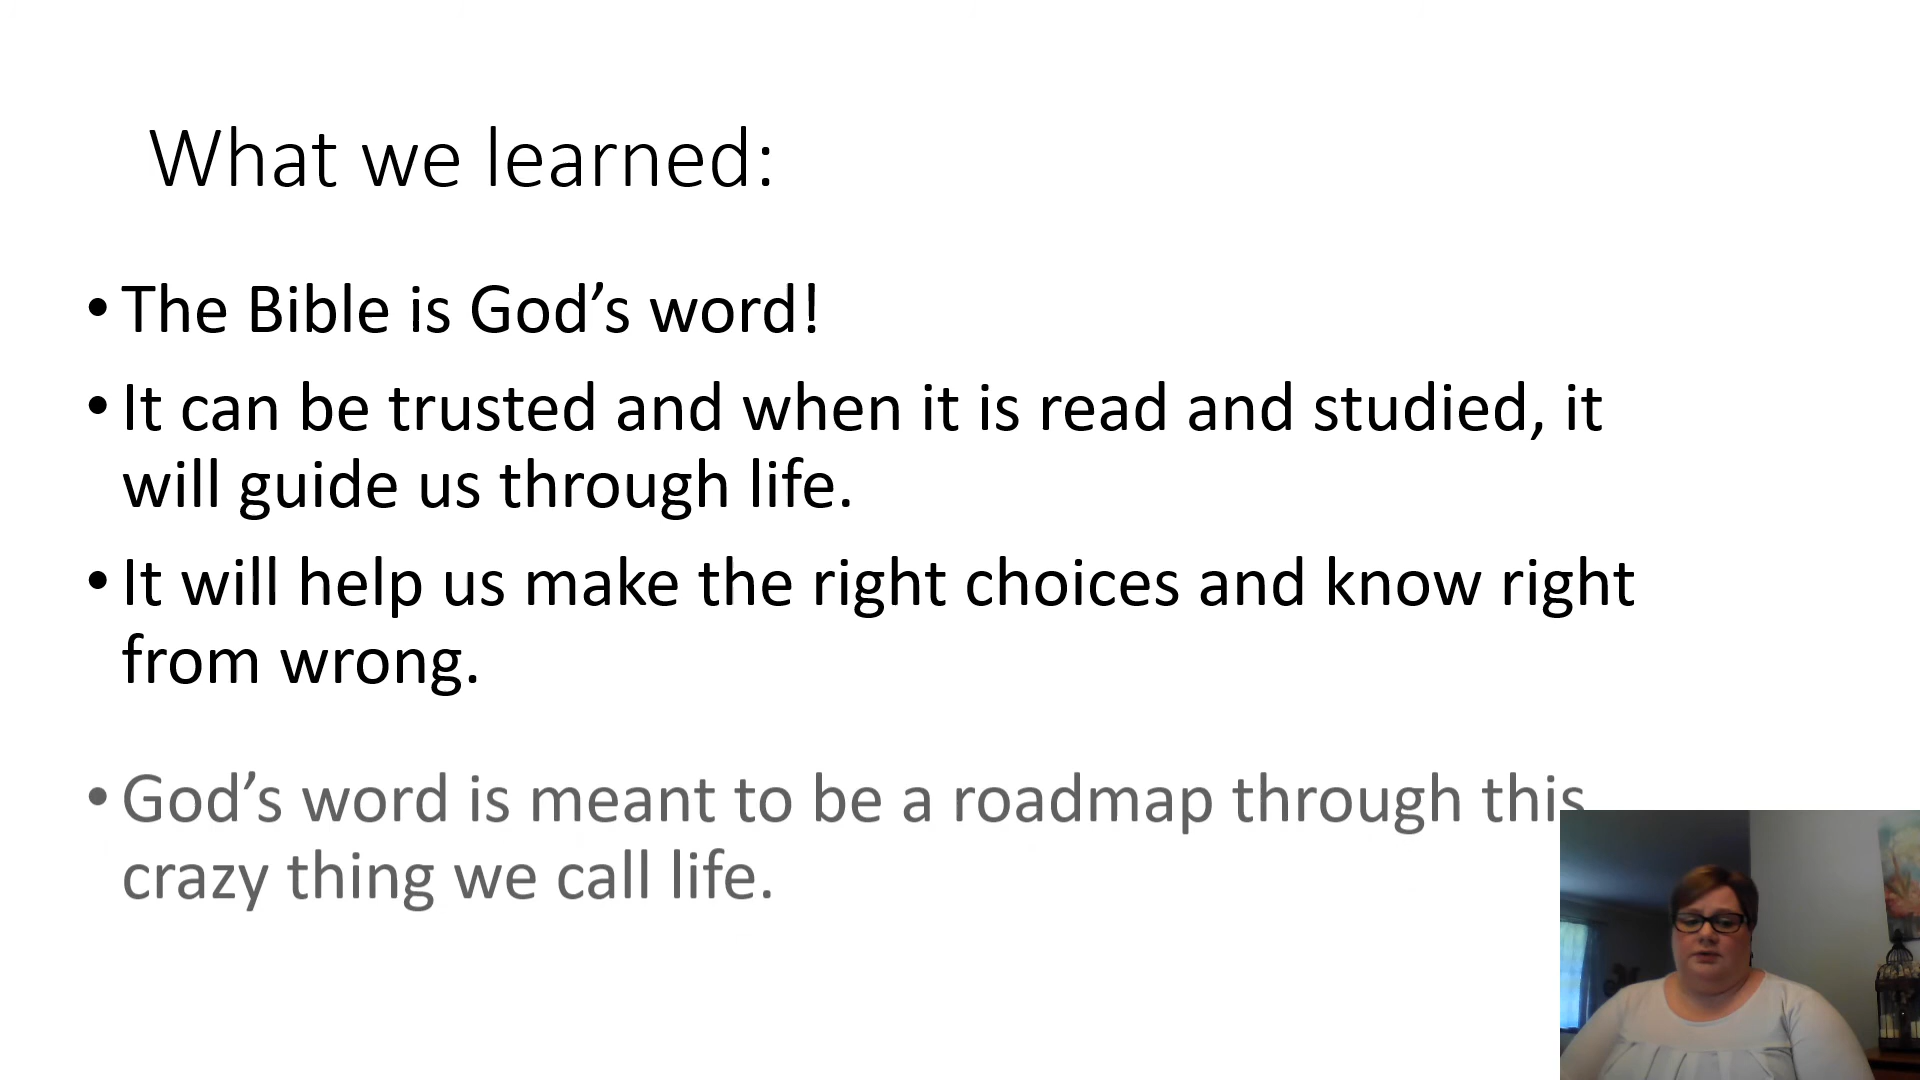 What we learned:
• The Bible is God’s word!
• It can be trusted and when it is read and studied, it
will guide us through life.
• It will help us make the right choices and know right
from wrong.
• God’s word is meant to be a roadmap through this
crazy thing we call life.